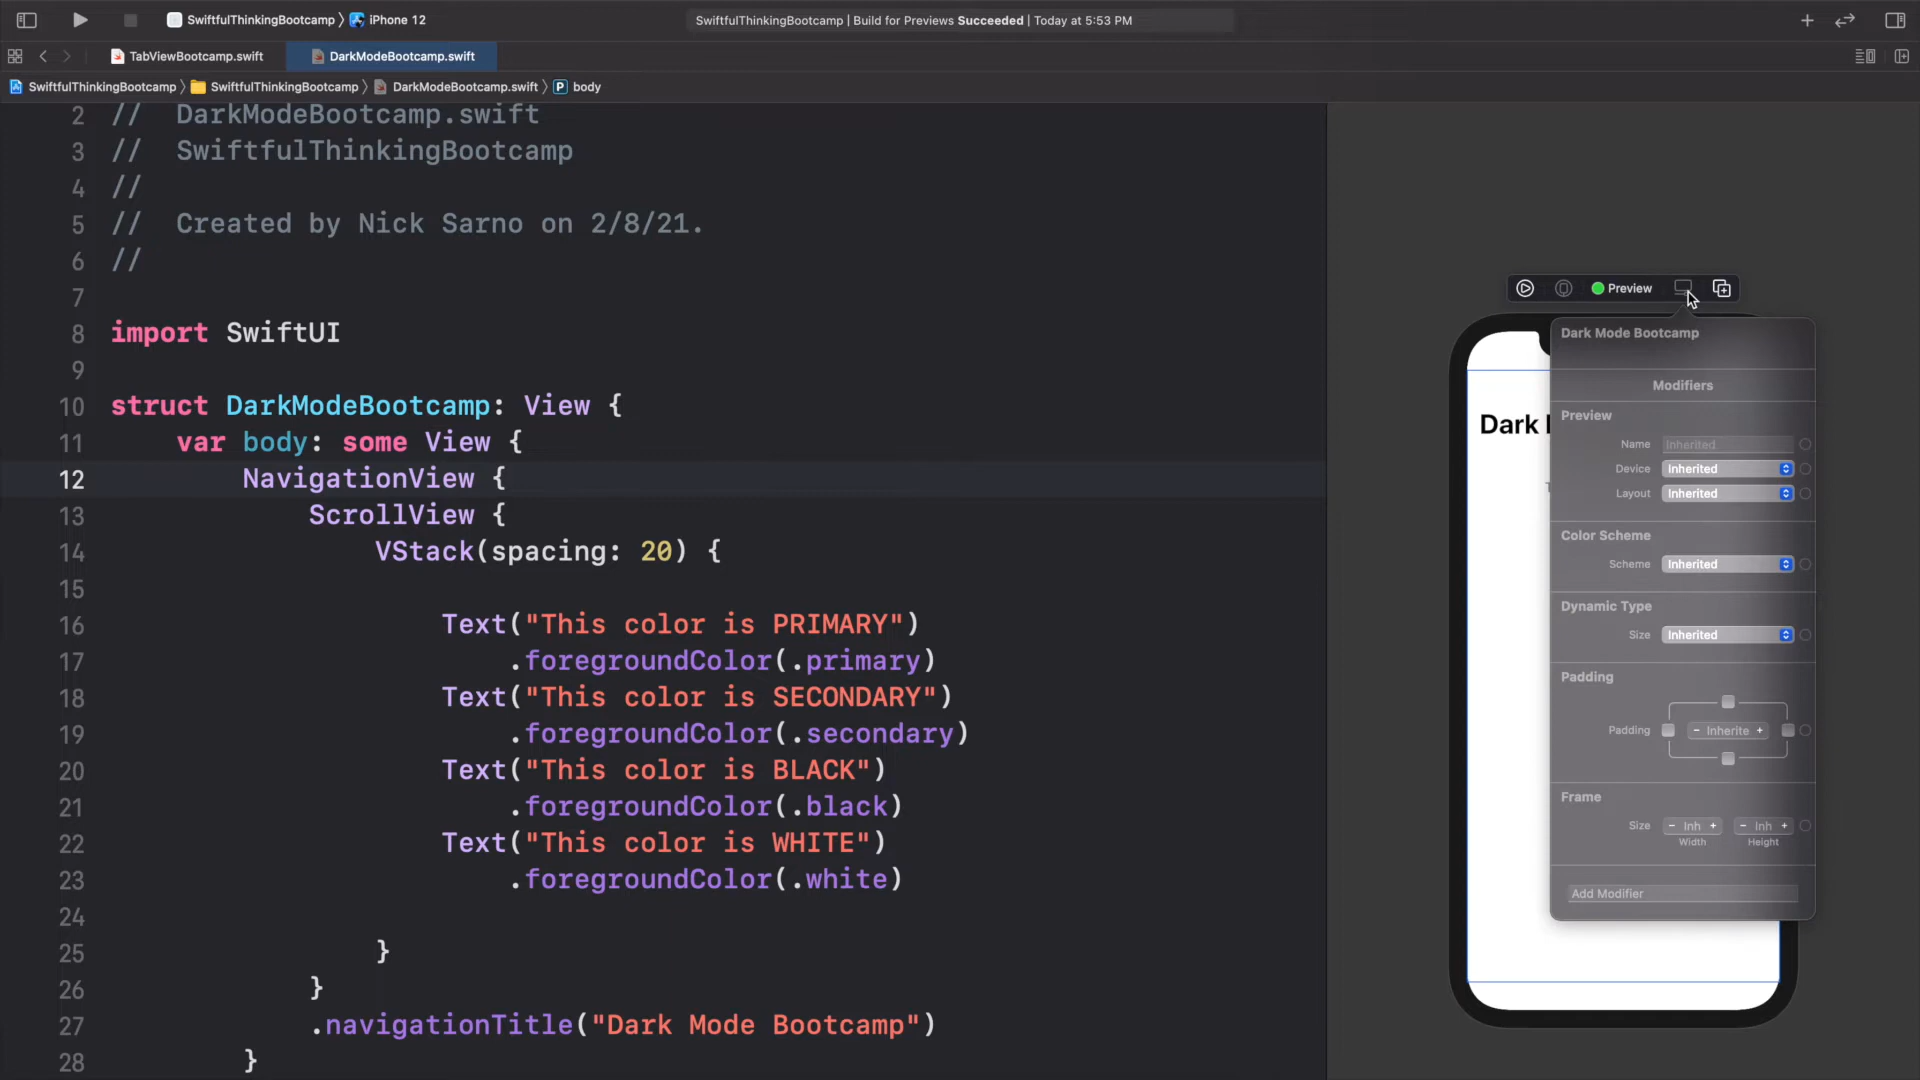 SwiftfulThinkingBootcamp 〉 iPhone 12
SwiftfulThinkingBootcamp | Build for Previews Succeeded | Today at 5:53 PM
TabViewBootcamp.swift
DarkModeBootcamp.swift
SwiftfulThinkingBootcamp 〉 SwiftfulThinkingBootcamp 〉 DarkModeBootcamp.swift 〉 P body
2 //  DarkModeBootcamp.swift
3 //  SwiftfulThinkingBootcamp
4 //
5 //  Created by Nick Sarno on 2/8/21.
6 //
7
8 import SwiftUI
9
10 struct DarkModeBootcamp: View {
11     var body: some View {
12         NavigationView {
13             ScrollView {
14                 VStack(spacing: 20) {
15
16                     Text("This color is PRIMARY")
17                         .foregroundColor(.primary)
18                     Text("This color is SECONDARY")
19                         .foregroundColor(.secondary)
20                     Text("This color is BLACK")
21                         .foregroundColor(.black)
22                     Text("This color is WHITE")
23                         .foregroundColor(.white)
24
25                 }
26             }
27             .navigationTitle("Dark Mode Bootcamp")
28         }
Preview
Dark
Dark Mode Bootcamp
Modifiers
Preview
Name Inherited
Device Inherited
Layout Inherited
Color Scheme
Scheme Inherited
Dynamic Type
Size Inherited
Padding
Padding - Inherite +
Frame
Size - Inh + - Inh +
Width Height
Add Modifier